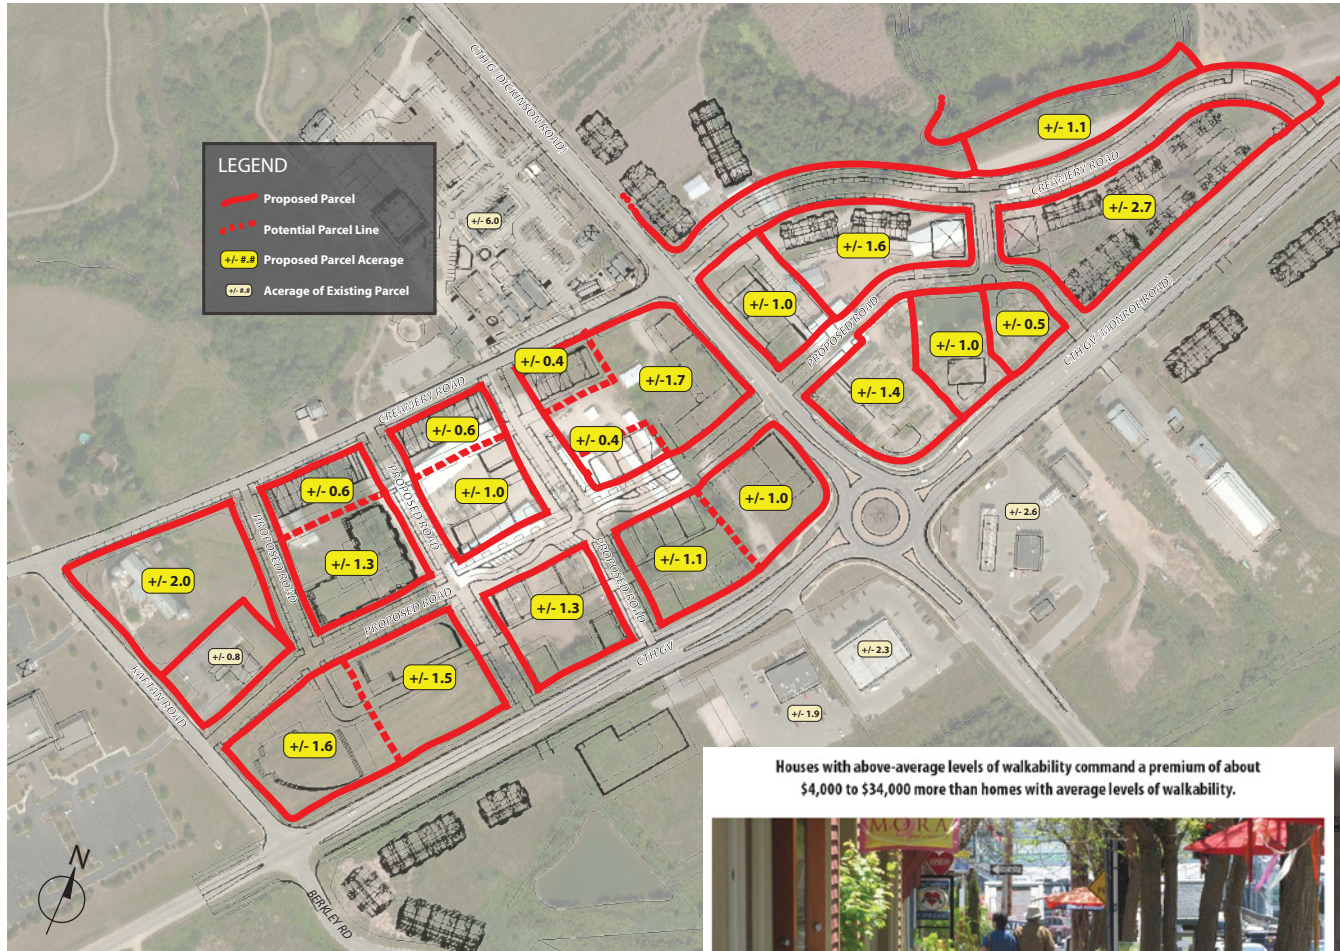 CTH G (DICKINSON ROAD)
LEGEND
Proposed Parcel
Potential Parcel Line
+/- #.# Proposed Parcel Acerage
+/- #.# Acerage of Existing Parcel
+/- 6.0
+/- 1.1
CREAMERY ROAD
+/- 2.7
+/- 1.6
+/- 1.0
PROPOSED ROAD
+/- 0.5
+/- 1.0
CTH GV (MONROE ROAD)
+/- 1.4
+/- 0.4
+/-1.7
CREAMERY ROAD
+/- 0.6
+/- 0.4
+/- 0.6
PROPOSED ROAD
+/- 1.0
+/- 1.0
+/- 2.6
PROPOSED ROAD
+/- 1.3
+/- 1.1
+/- 2.0
PROPOSED ROAD
PROPOSED ROAD
+/- 1.3
+/- 0.8
CTH GV
+/- 2.3
KAFTAN ROAD
+/- 1.5
+/- 1.9
+/- 1.6
N
BERKLEY RD
Houses with above-average levels of walkability command a premium of about
$4,000 to $34,000 more than homes with average levels of walkability.
MORA